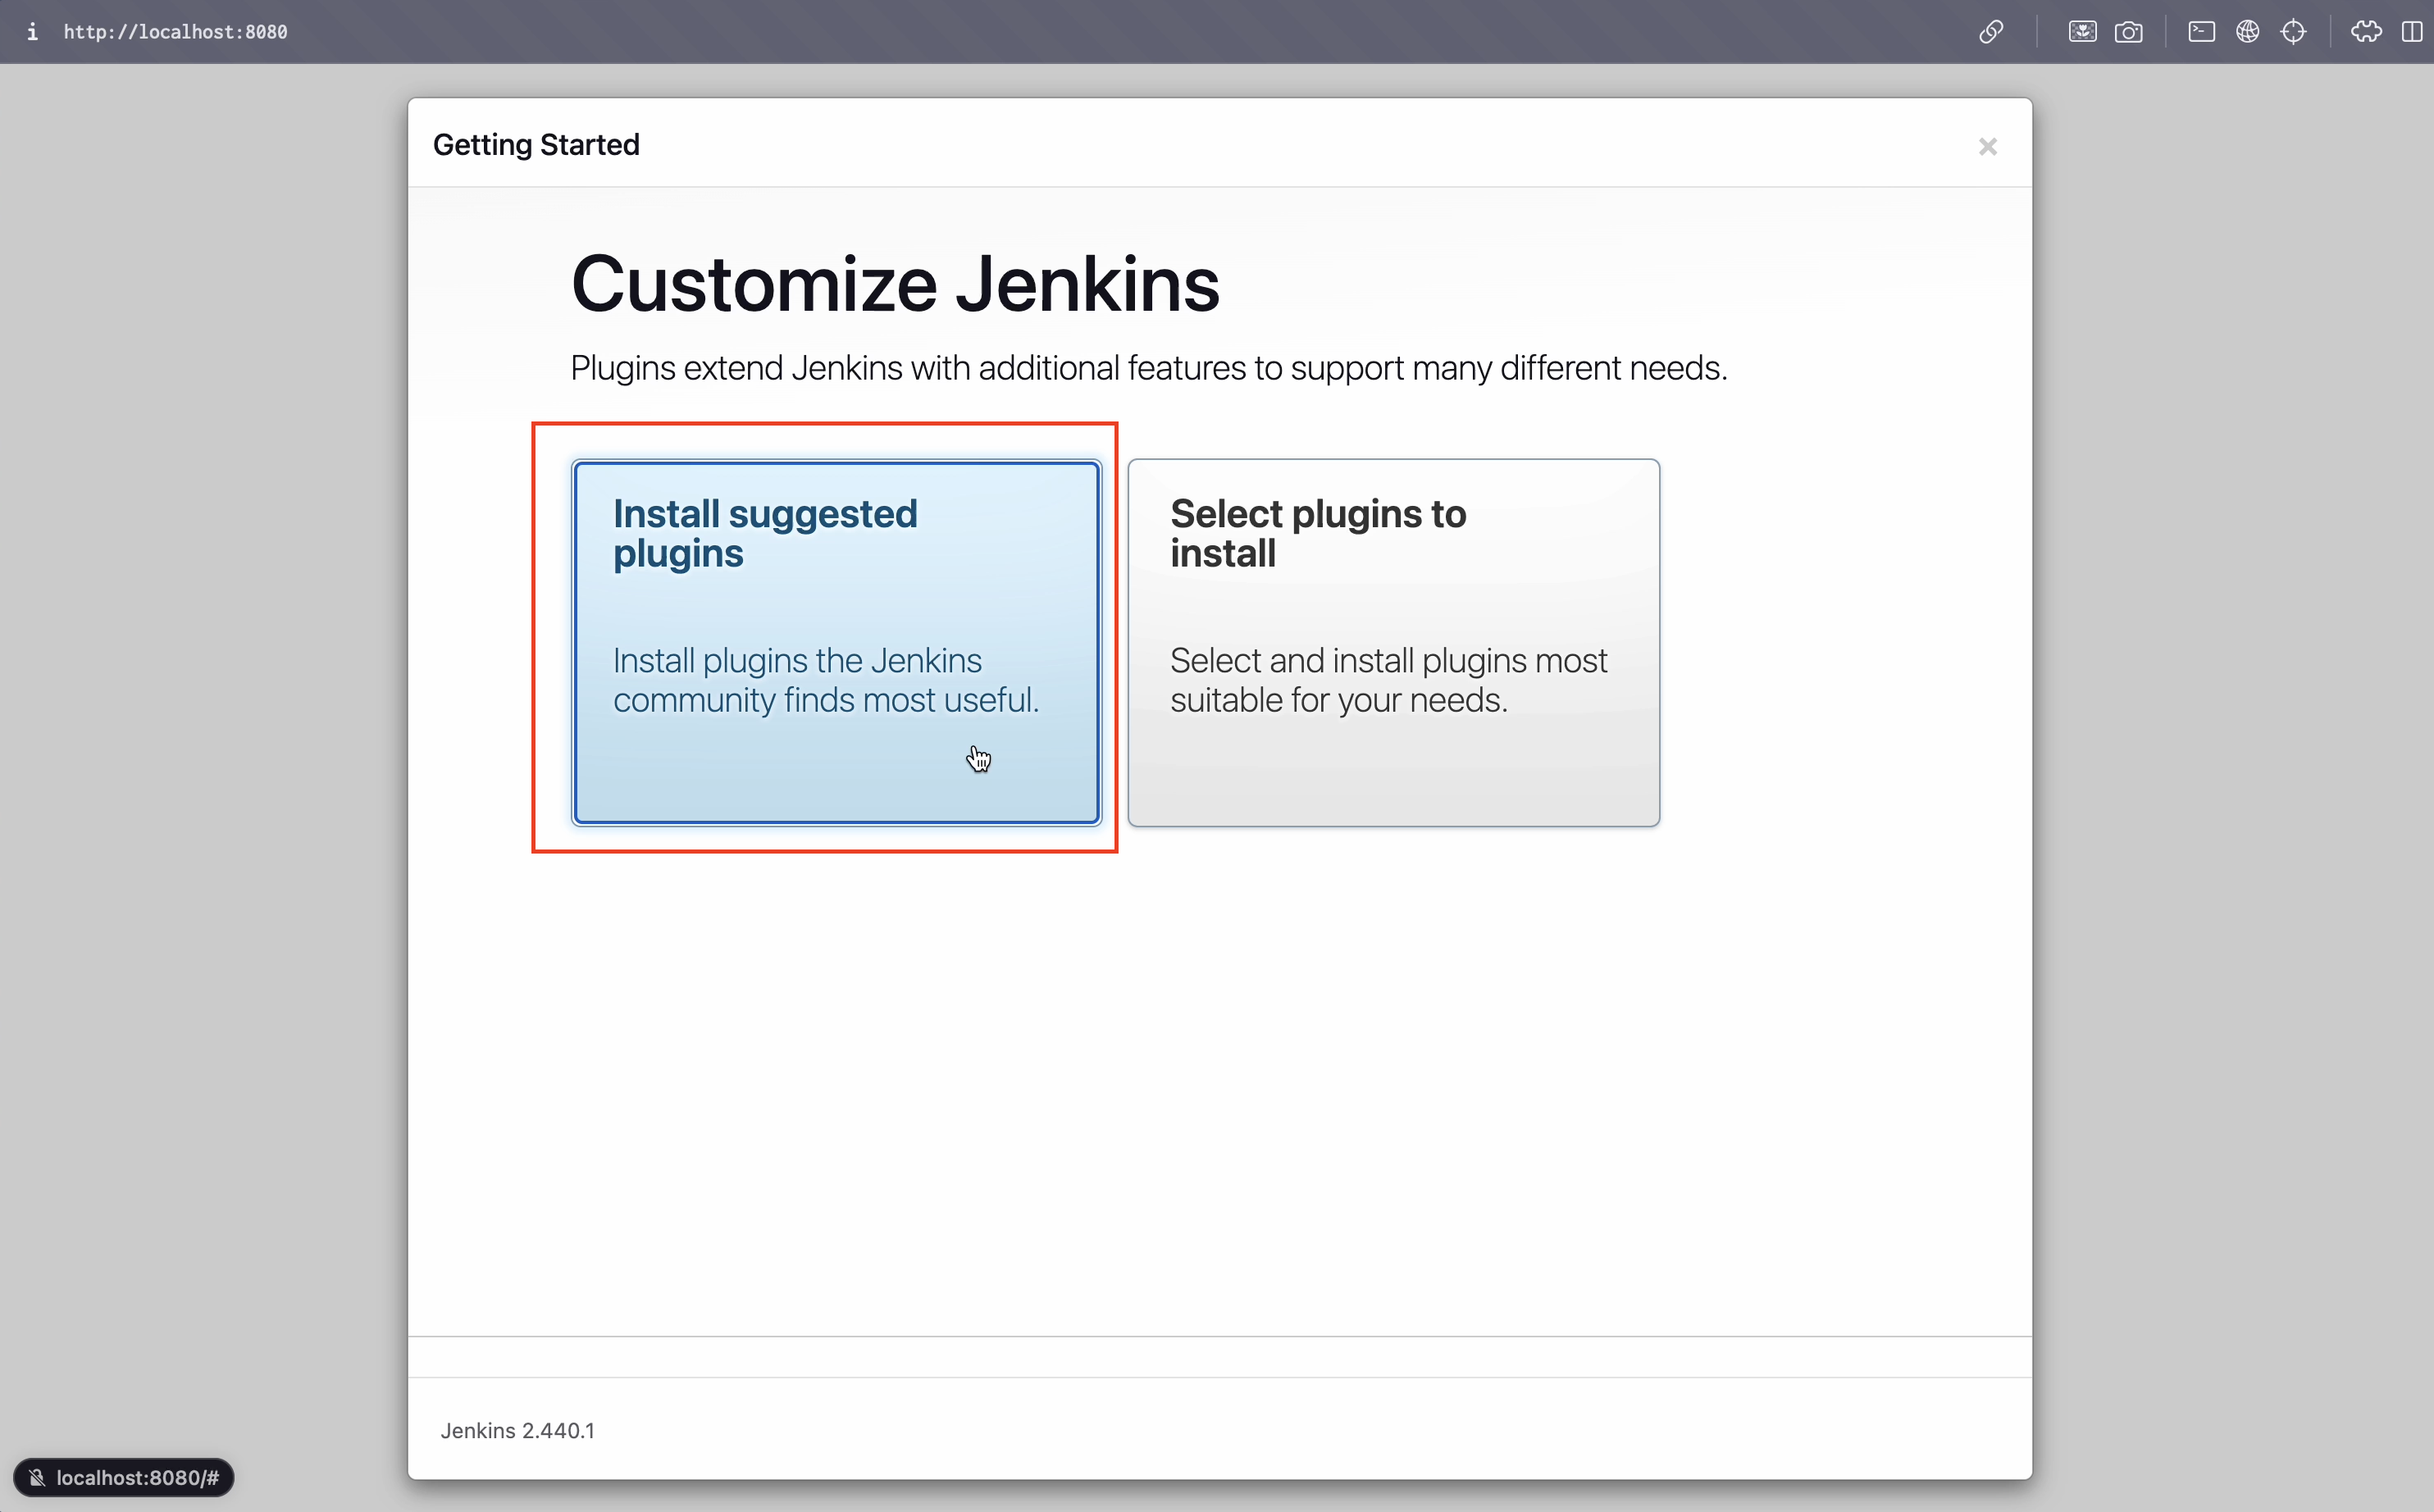 i http://localhost:8080
Getting Started
Customize Jenkins
Plugins extend Jenkins with additional features to support many different needs.
Install suggested
plugins
Install plugins the Jenkins
community finds most useful.
Select plugins to
install
Select and install plugins most
suitable for your needs.
Jenkins 2.440.1
localhost:8080/#